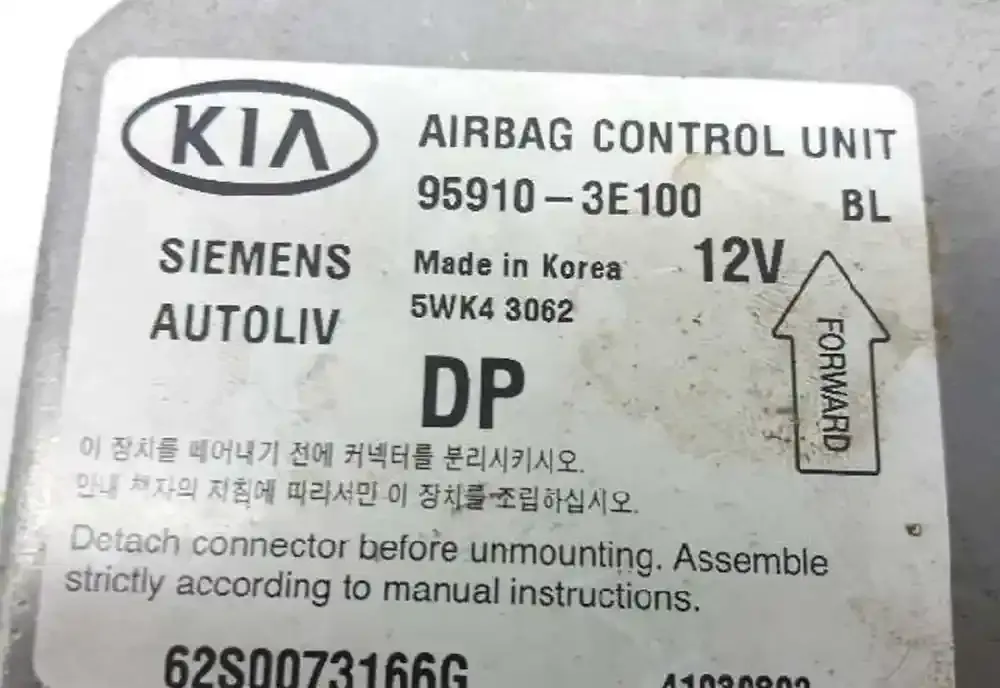 KIA
AIRBAG CONTROL UNIT
95910-3E100 BL
SIEMENS
AUTOLIV
Made in Korea
5WK4 3062
12V
FORWARD
DP
이 장치를 떼어내기 전에 커넥터를 분리시키시오.
안내 책자의 지침에 따라서만 이 장치를 조립하십시오.
Detach connector before unmounting. Assemble
strictly according to manual instructions.
62S0073166G